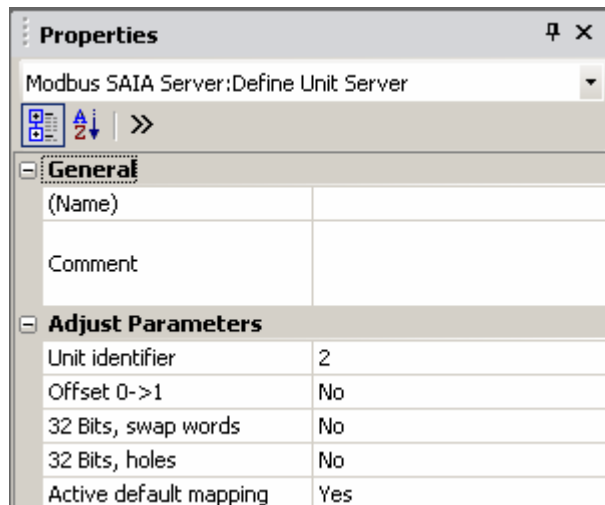 Properties
Modbus SAIA Server:Define Unit Server
General
(Name)
Comment
Adjust Parameters
Unit identifier 2
Offset 0->1 No
32 Bits, swap words No
32 Bits, holes No
Active default mapping Yes